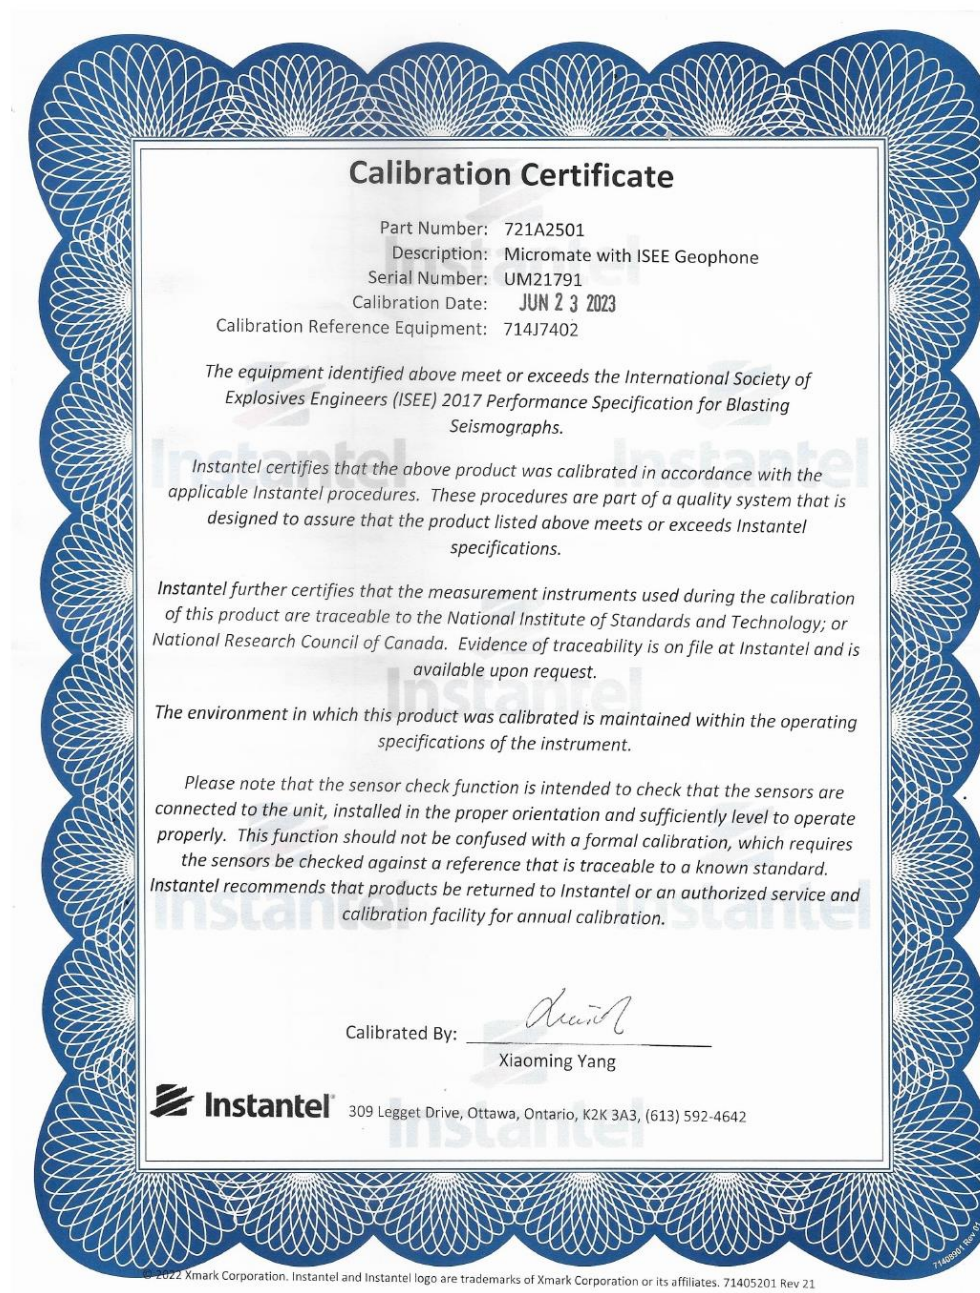 Calibration Certificate
Part Number: 721A2501
Description: Micromate with ISEE Geophone
Serial Number: UM21791
Calibration Date: JUN 23 2023
Calibration Reference Equipment: 714J7402
The equipment identified above meet or exceeds the International Society of
Explosives Engineers (ISEE) 2017 Performance Specification for Blasting
Seismographs.
Instantel certifies that the above product was calibrated in accordance with the
applicable Instantel procedures. These procedures are part of a quality system that is
designed to assure that the product listed above meets or exceeds Instantel
specifications.
Instantel further certifies that the measurement instruments used during the calibration
of this product are traceable to the National Institute of Standards and Technology; or
National Research Council of Canada. Evidence of traceability is on file at Instantel and is
available upon request.
The environment in which this product was calibrated is maintained within the operating
specifications of the instrument.
Please note that the sensor check function is intended to check that the sensors are
connected to the unit, installed in the proper orientation and sufficiently level to operate
properly. This function should not be confused with a formal calibration, which requires
the sensors be checked against a reference that is traceable to a known standard.
Instantel recommends that products be returned to Instantel or an authorized service and
calibration facility for annual calibration.
Calibrated By:
Xiaoming Yang
Instantel 309 Legget Drive, Ottawa, Ontario, K2K 3A3, (613) 592-4642
© 2022 Xmark Corporation. Instantel and Instantel logo are trademarks of Xmark Corporation or its affiliates. 71405201 Rev 21
71408901 Rev